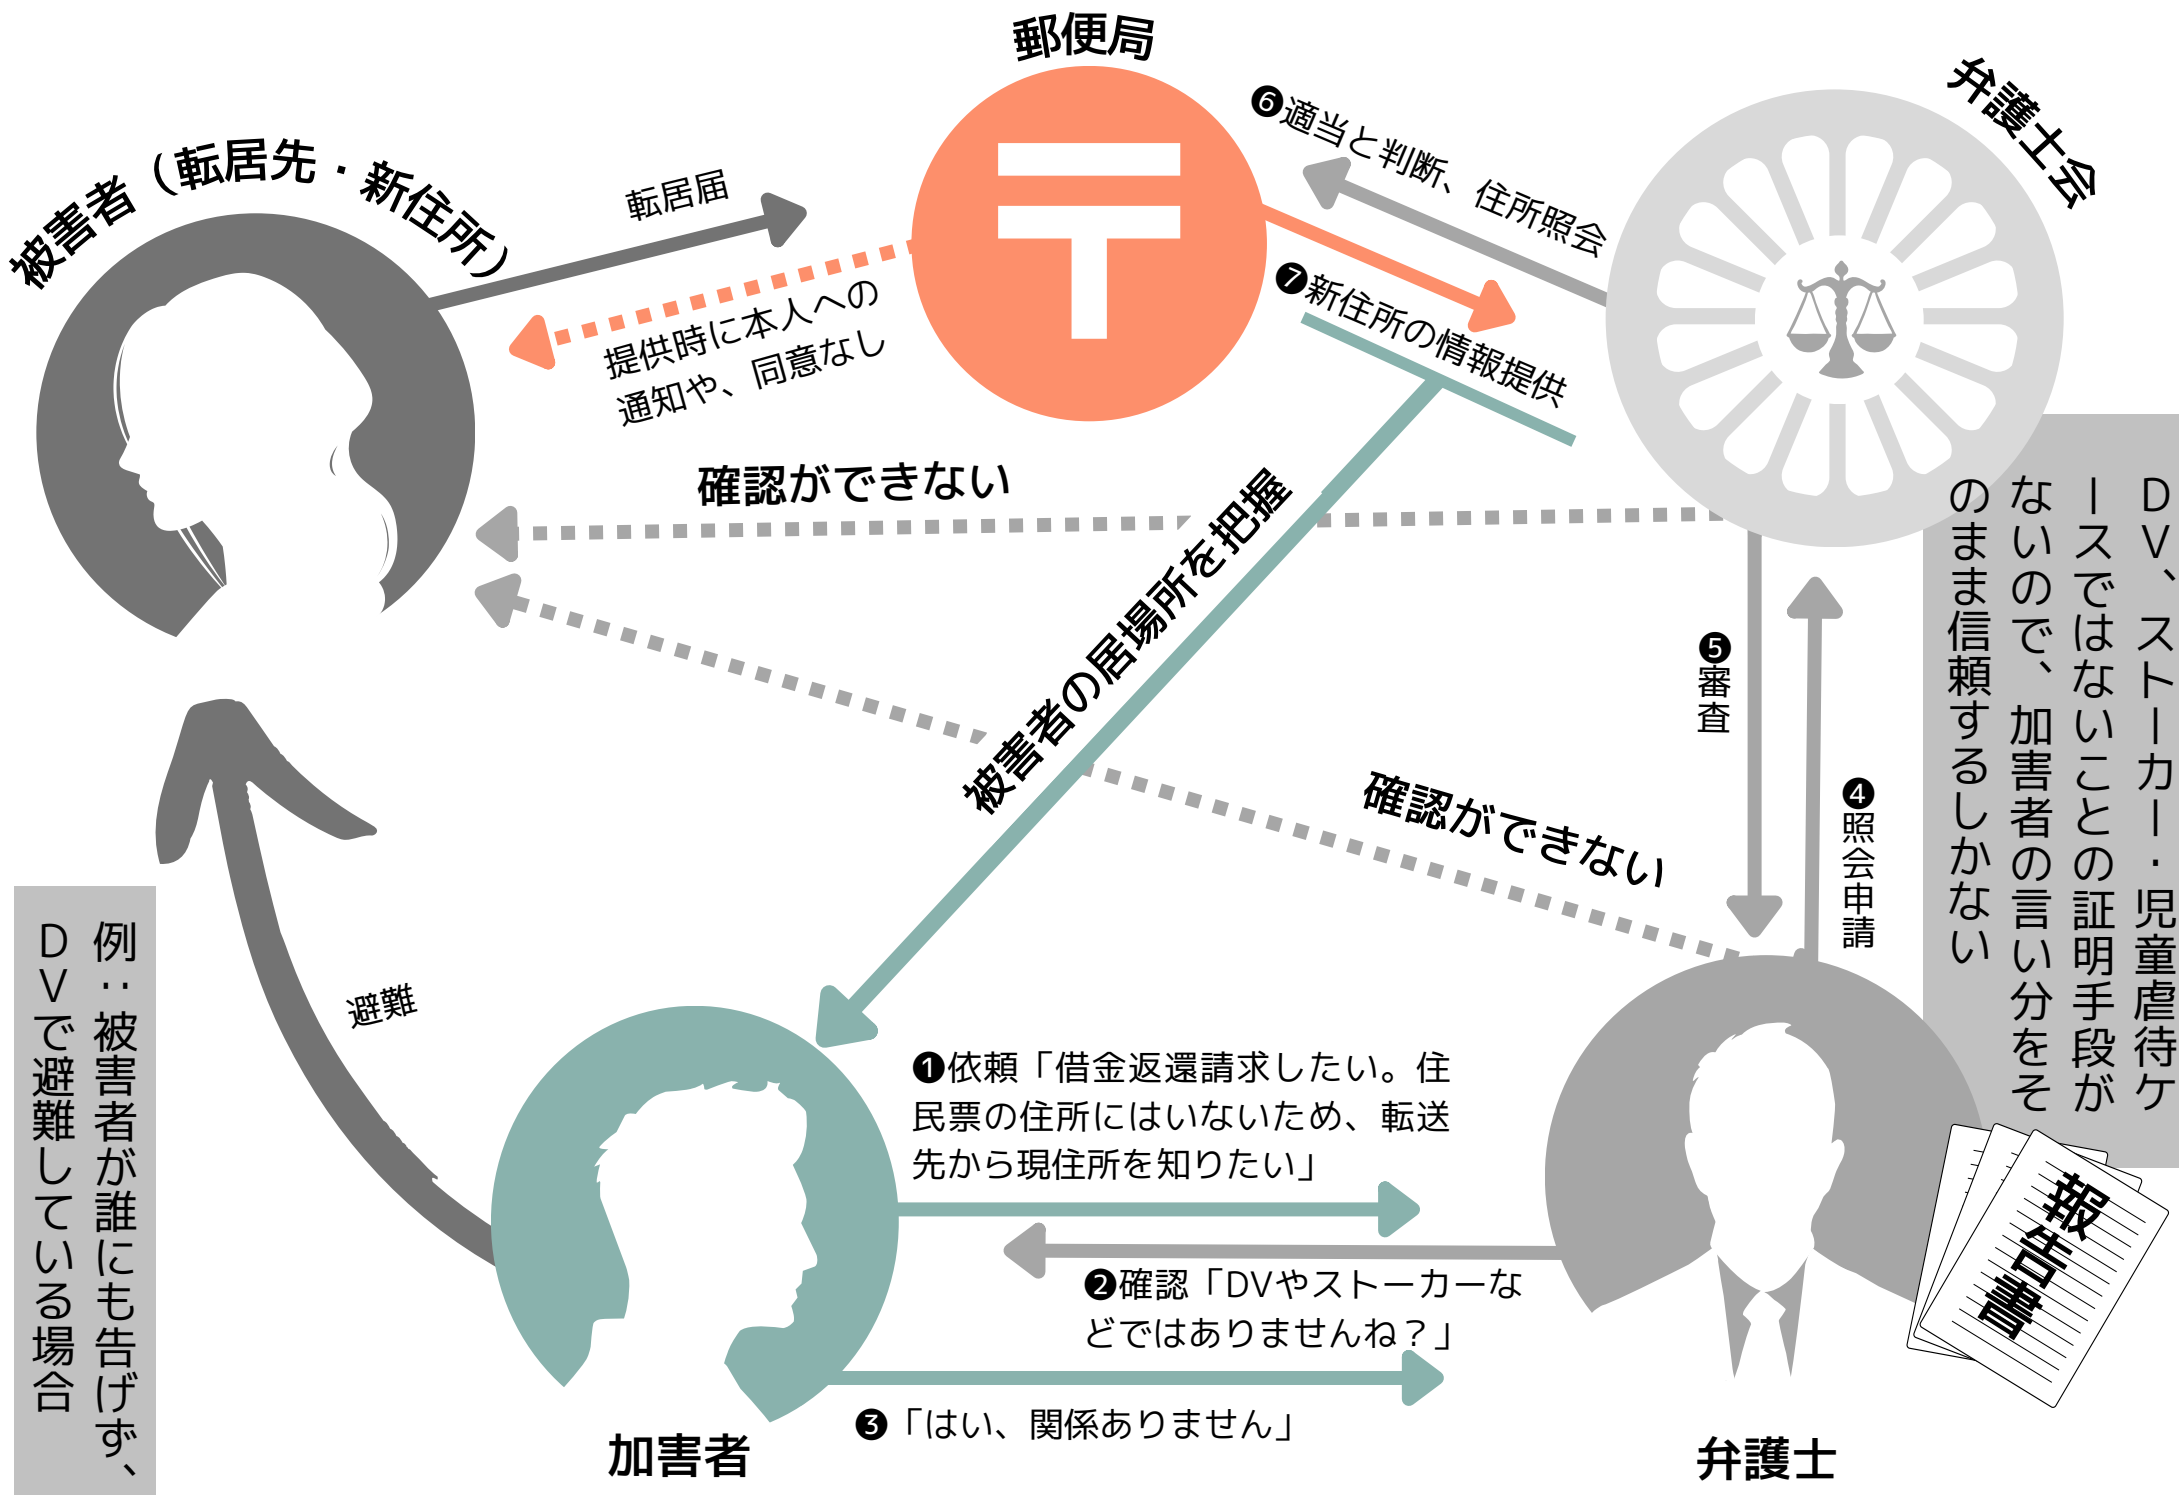 郵便局
弁護士会
被害者（転居先・新住所）
転居届
提供時に本人への
通知や、同意なし
❻適当と判断、住所照会
❼新住所の情報提供
確認ができない
被害者の居場所を把握
確認ができない
❺審査
❹照会申請
DV、ストーカー・児童虐待ケ
ースではないことの証明手段が
ないので、加害者の言い分をそ
のまま信頼するしかない
例：被害者が誰にも告げず、
DVで避難している場合
避難
❶依頼「借金返還請求したい。住
民票の住所にはいないため、転送
先から現住所を知りたい」
❷確認「DVやストーカーな
どではありませんね？」
❸「はい、関係ありません」
報告書
加害者
弁護士